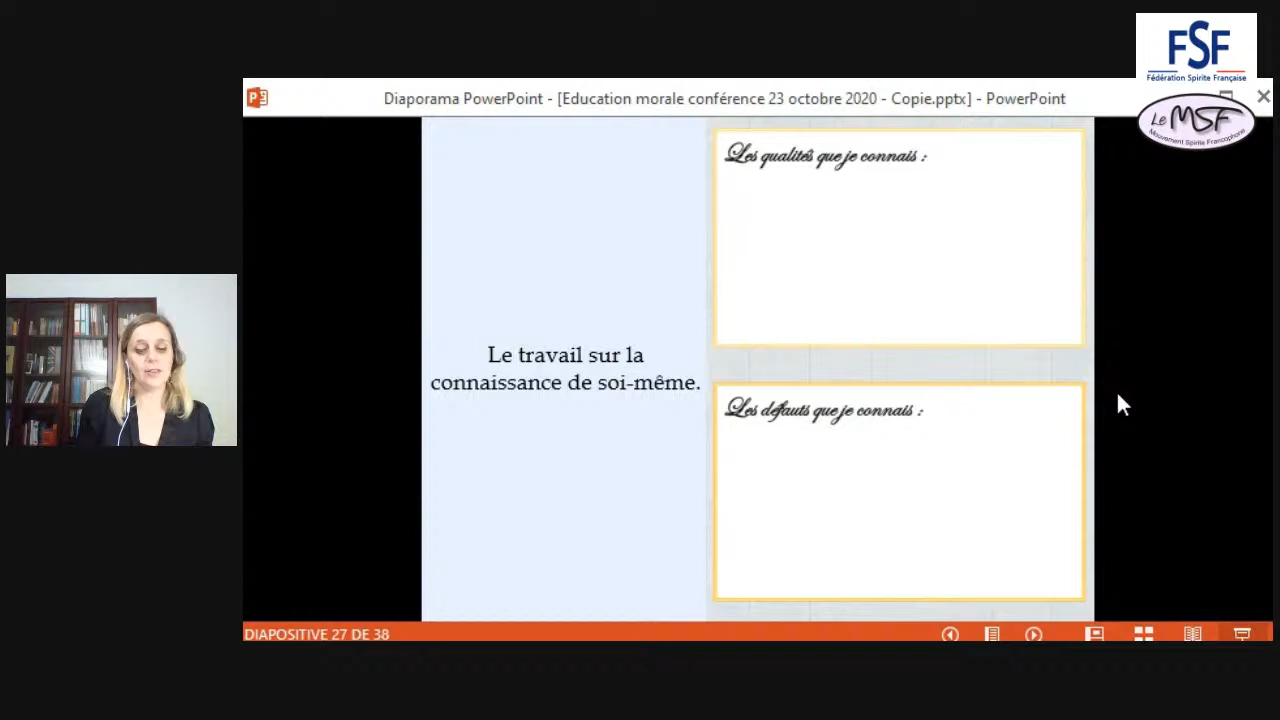 FSF
Fédération Spirite Française
Diaporama PowerPoint - [Education morale conférence 23 octobre 2020 - Copie.pptx] - PowerPoint
Le MSF
Mouvement Spirite Francophone
Les qualités que je connais :
Le travail sur la
connaissance de soi-même.
Les défauts que je connais :
DIAPOSITIVE 27 DE 38